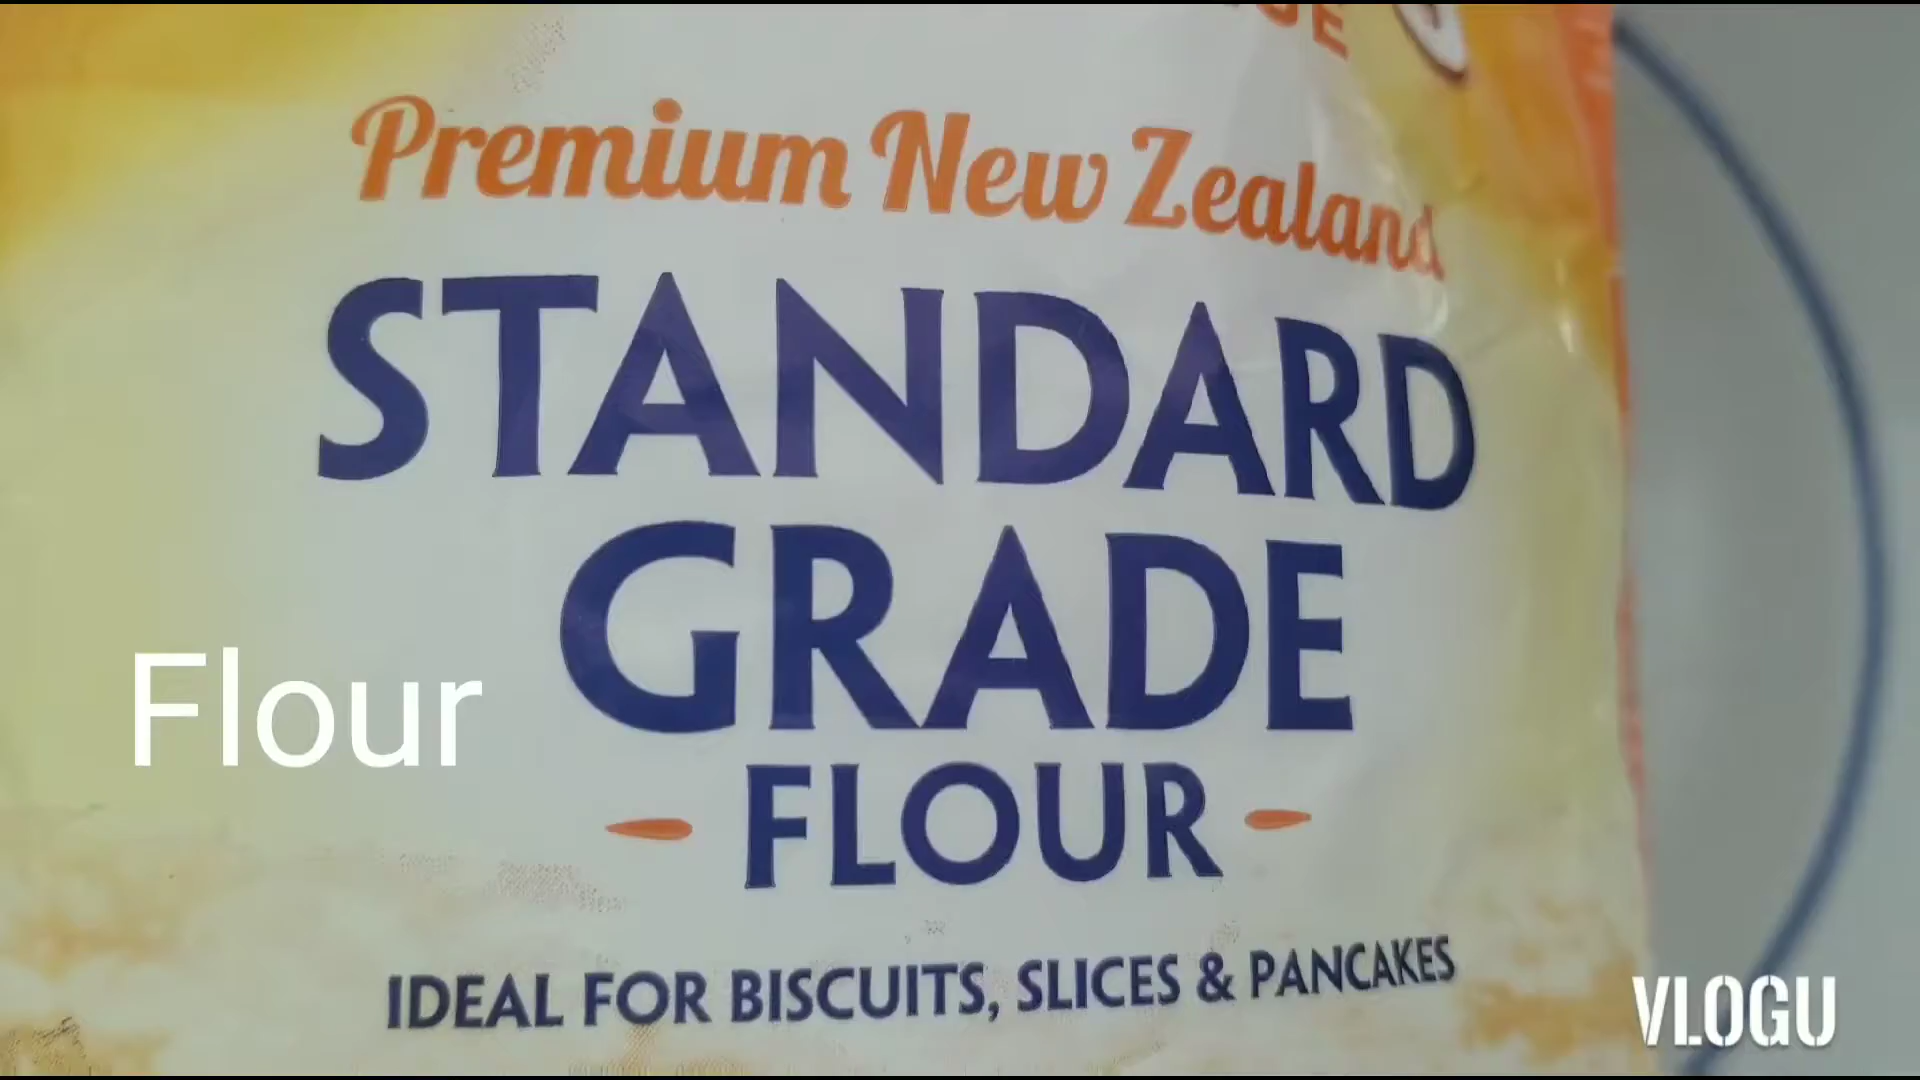 Premium New Zealand
STANDARD
GRADE
Flour
FLOUR
IDEAL FOR BISCUITS, SLICES & PANCAKES
VLOGU